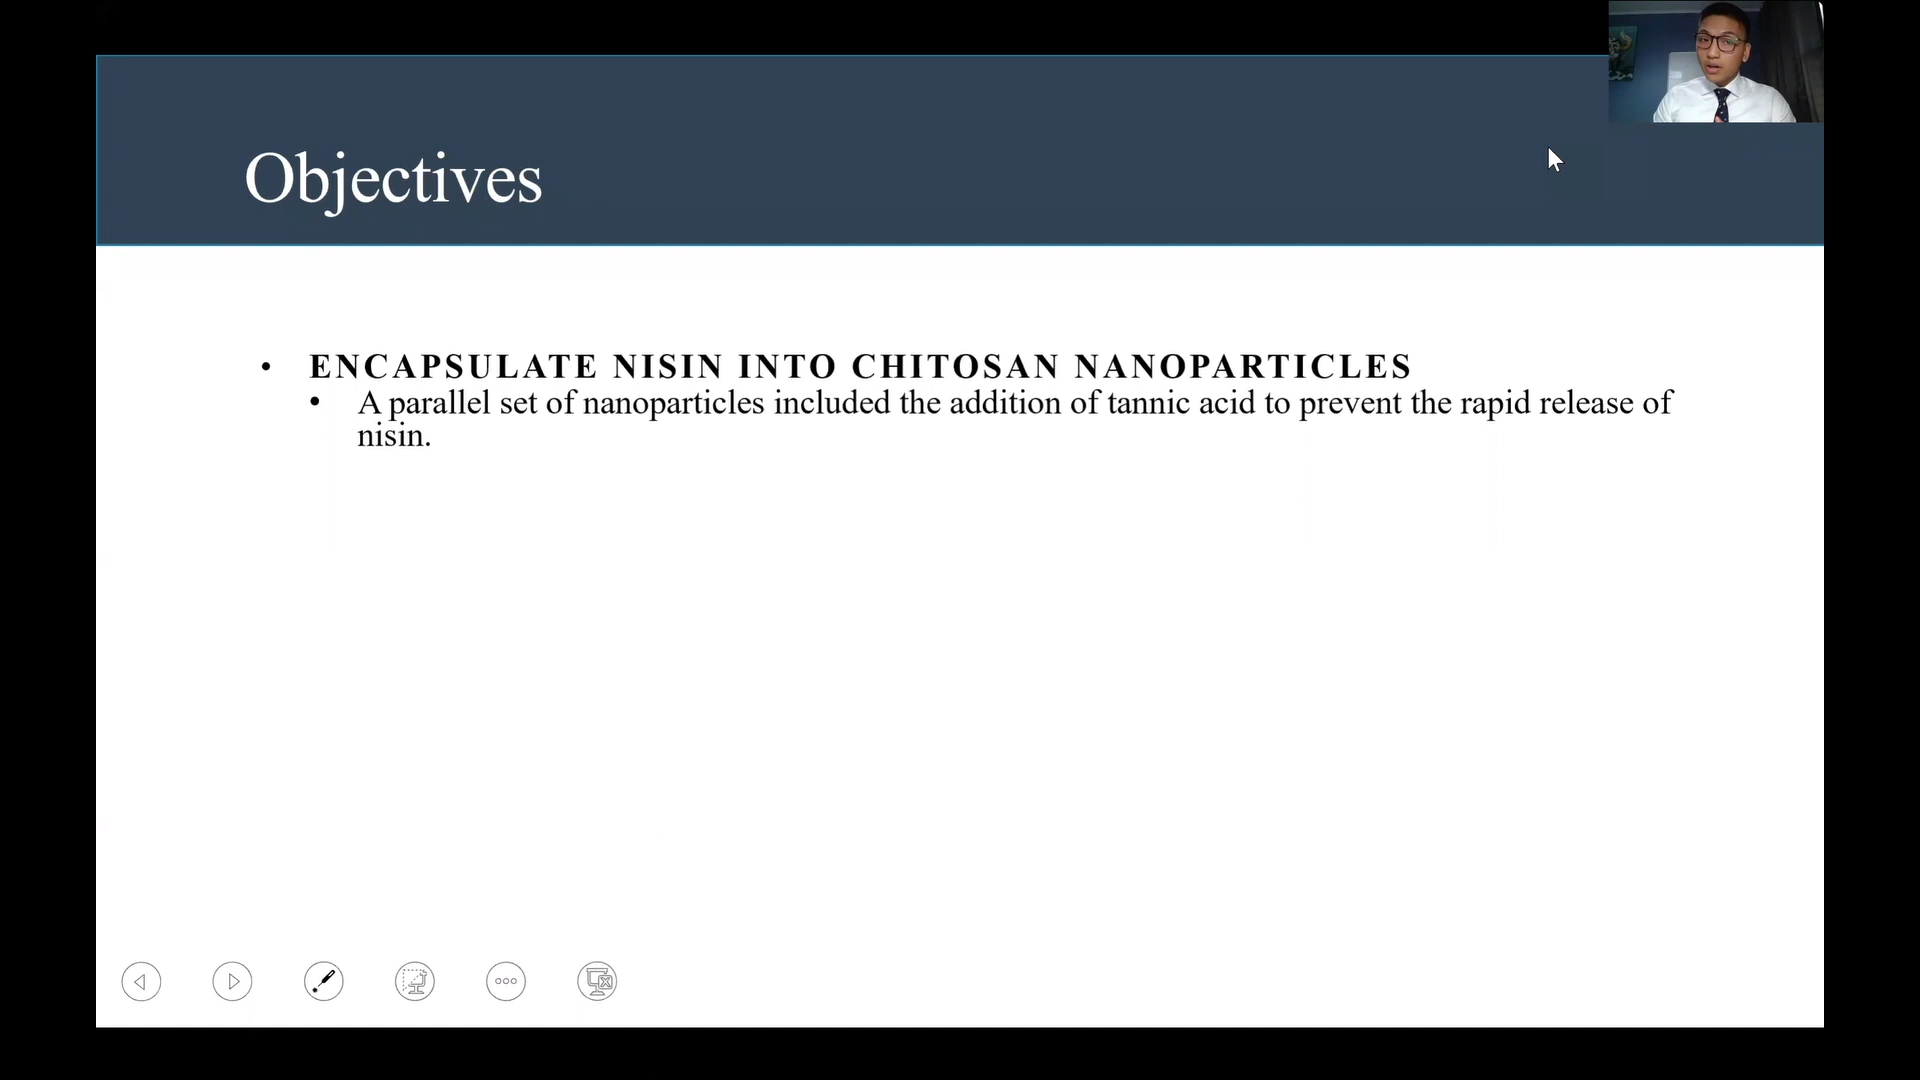 Objectives
• ENCAPSULATE NISIN INTO CHITOSAN NANOPARTICLES
• A parallel set of nanoparticles included the addition of tannic acid to prevent the rapid release of
nisin.